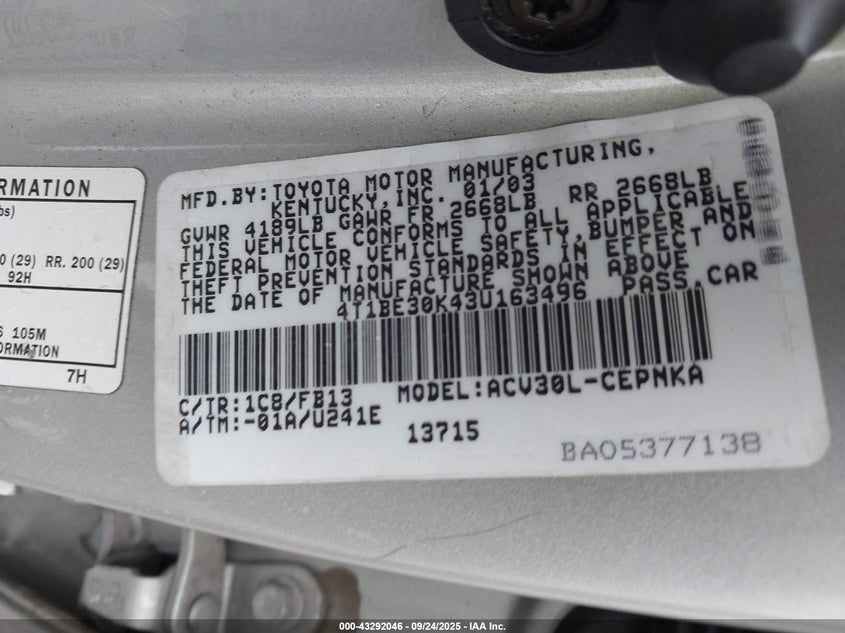 ORMATION
bs)
0 (29) RR. 200 (29)
92H
S 105M
ORMATION
7H
MFD.BY:TOYOTA MOTOR MANUFACTURING,
KENTUCKY,INC. 01/03
GVWR 4189LB GAWR FR 2668LB RR 2668LB
THIS VEHICLE CONFORMS TO ALL APPLICABLE
FEDERAL MOTOR VEHICLE SAFETY,BUMPER AND
THEFT PREVENTION STANDARDS IN EFFECT ON
THE DATE OF MANUFACTURE SHOWN ABOVE.
4T1BE30K43U163496 PASS.CAR
C/TR:1C8/FB13 MODEL:ACV30L-CEPNKA
A/TM:-01A/U241E
13715
BA05377138
000-43292046 - 09/24/2025 - IAA Inc.